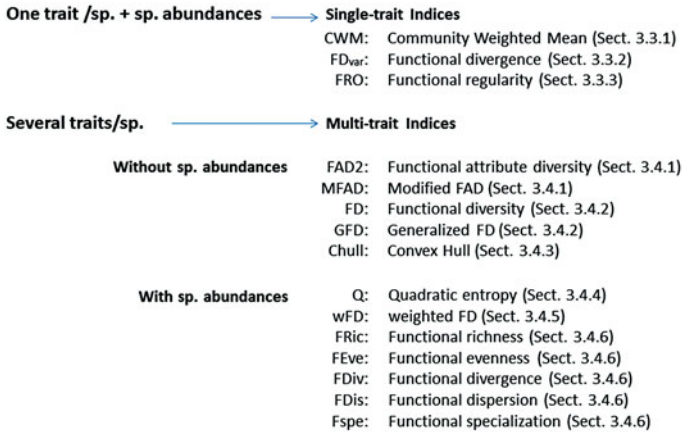 One trait /sp. + sp. abundances Single-trait Indices
CWM: Community Weighted Mean (Sect. 3.3.1)
FDvar: Functional divergence (Sect. 3.3.2)
FRO: Functional regularity (Sect. 3.3.3)
Several traits/sp. Multi-trait Indices
Without sp. abundances FAD2: Functional attribute diversity (Sect. 3.4.1)
MFAD: Modified FAD (Sect. 3.4.1)
FD: Functional diversity (Sect. 3.4.2)
GFD: Generalized FD (Sect. 3.4.2)
Chull: Convex Hull (Sect. 3.4.3)
With sp. abundances Q: Quadratic entropy (Sect. 3.4.4)
wFD: weighted FD (Sect. 3.4.5)
FRic: Functional richness (Sect. 3.4.6)
FEve: Functional evenness (Sect. 3.4.6)
FDiv: Functional divergence (Sect. 3.4.6)
FDis: Functional dispersion (Sect. 3.4.6)
Fspe: Functional specialization (Sect. 3.4.6)